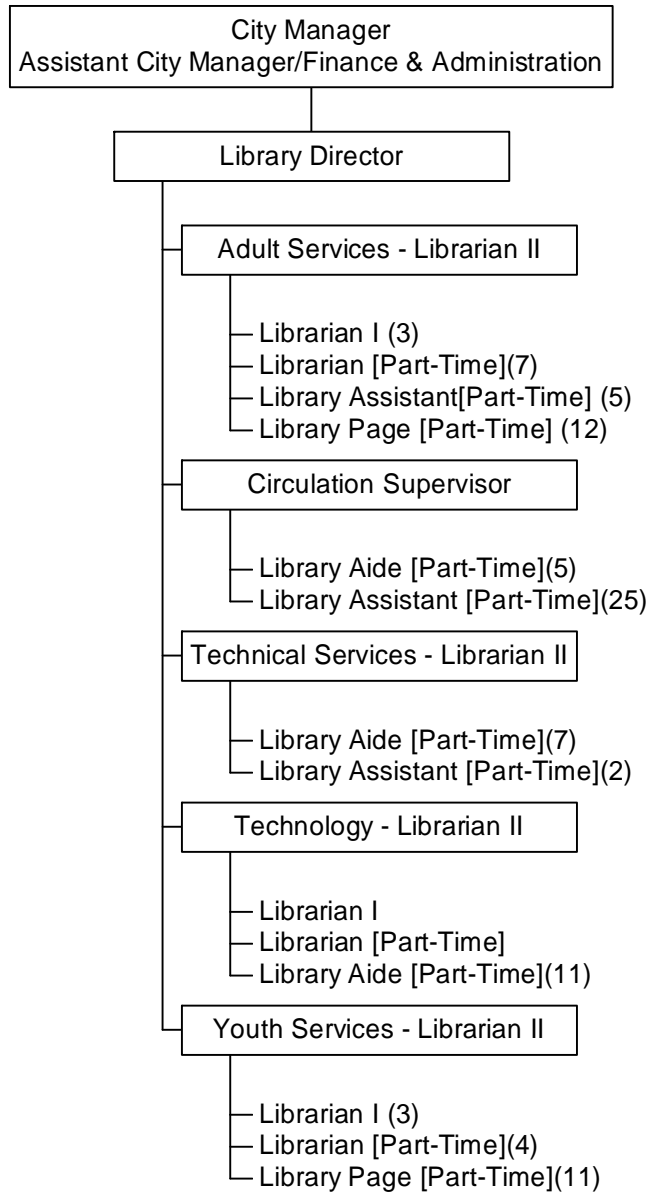 City Manager
Assistant City Manager/Finance & Administration
Library Director
Adult Services - Librarian II
Librarian I (3)
Librarian [Part-Time](7)
Library Assistant[Part-Time] (5)
Library Page [Part-Time] (12)
Circulation Supervisor
Library Aide [Part-Time](5)
Library Assistant [Part-Time](25)
Technical Services - Librarian II
Library Aide [Part-Time](7)
Library Assistant [Part-Time](2)
Technology - Librarian II
Librarian I
Librarian [Part-Time]
Library Aide [Part-Time](11)
Youth Services - Librarian II
Librarian I (3)
Librarian [Part-Time](4)
Library Page [Part-Time](11)